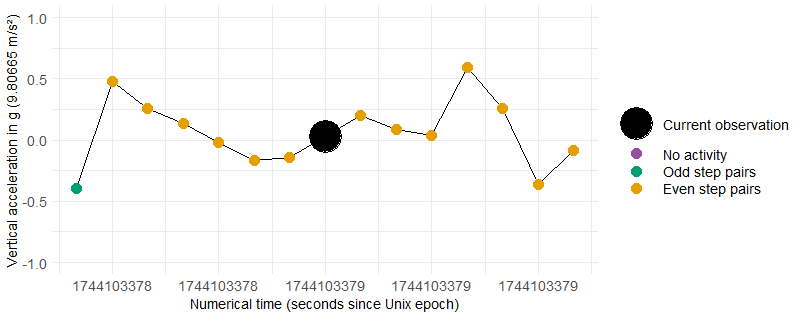 Vertical acceleration in g (9.80665 m/s²)
1.0
0.5
0.0
-0.5
-1.0
1744103378 1744103378 1744103379 1744103379 1744103379
Numerical time (seconds since Unix epoch)
Current observation
No activity
Odd step pairs
Even step pairs